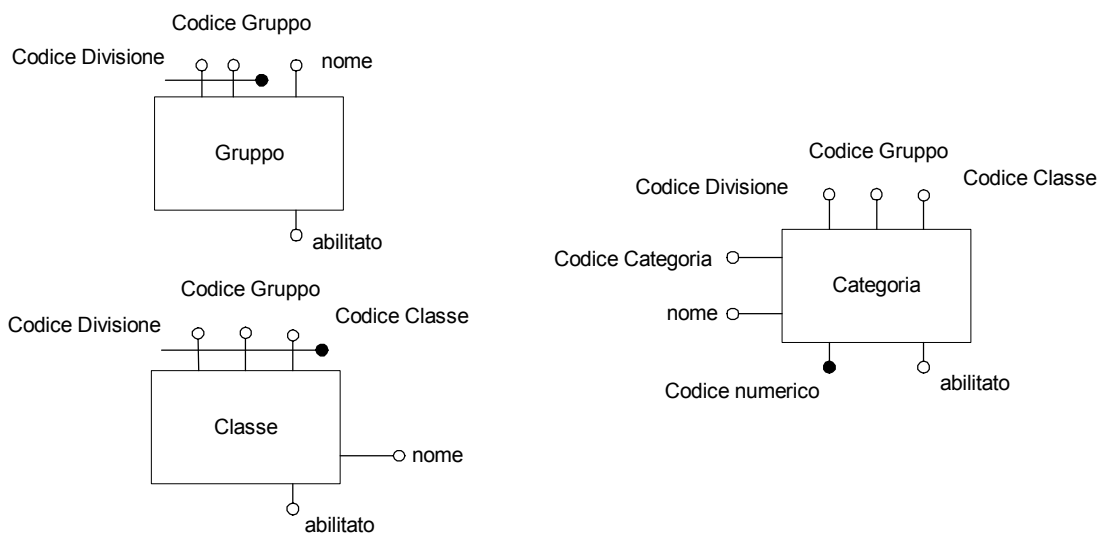 Codice Gruppo
Codice Divisione
nome
Gruppo
abilitato
Codice Gruppo
Codice Divisione
Codice Classe
Classe
nome
abilitato
Codice Gruppo
Codice Divisione
Codice Classe
Codice Categoria
Categoria
nome
Codice numerico
abilitato